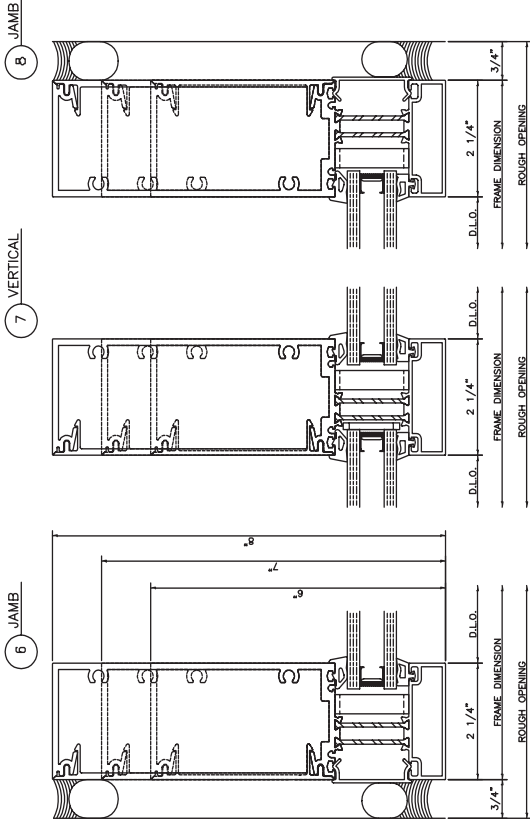 6 JAMB
8"
7"
6"
D.L.O.
2 1/4"
3/4"
FRAME DIMENSION
ROUGH OPENING
7 VERTICAL
D.L.O.
2 1/4"
D.L.O.
FRAME DIMENSION
ROUGH OPENING
8 JAMB
3/4"
2 1/4"
D.L.O.
FRAME DIMENSION
ROUGH OPENING